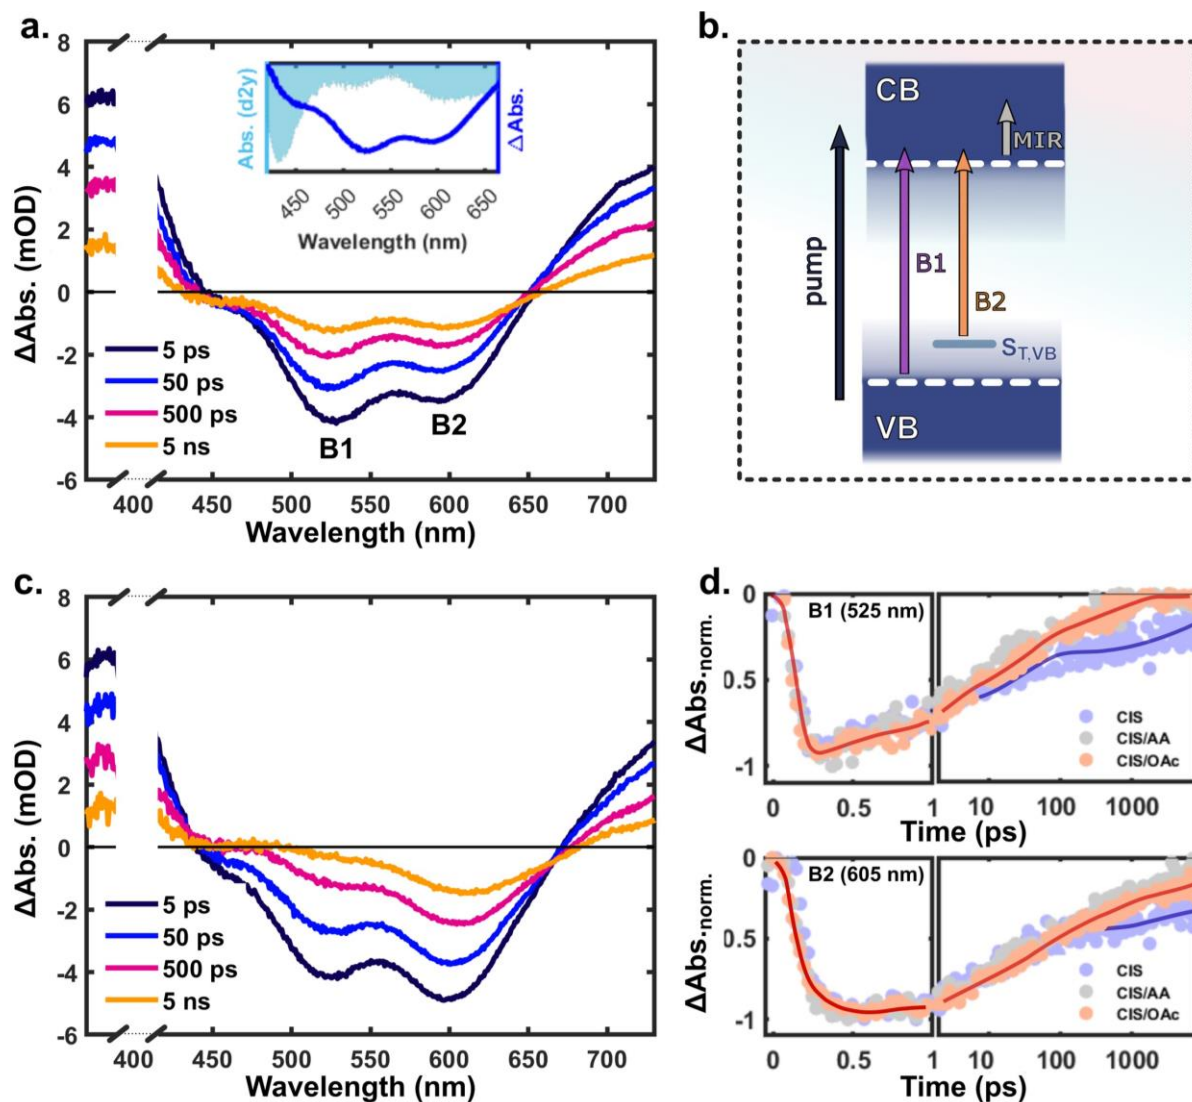 a.
8
6
4
2
0
-2
-4
-6
ΔAbs. (mOD)
Abs. (d2y)
ΔAbs.
450 500 550 600 650
Wavelength (nm)
5 ps
50 ps
500 ps
5 ns
B1
B2
400 450 500 550 600 650 700
Wavelength (nm)
b.
CB
MIR
pump
B1
B2
S_T,VB
VB
c.
8
6
4
2
0
-2
-4
-6
ΔAbs. (mOD)
5 ps
50 ps
500 ps
5 ns
400 450 500 550 600 650 700
Wavelength (nm)
d.
0
-0.5
-1
ΔAbs.norm.
B1 (525 nm)
CIS
CIS/AA
CIS/OAc
0 0.5 1 10 100 1000
Time (ps)
0
-0.5
-1
ΔAbs.norm.
B2 (605 nm)
CIS
CIS/AA
CIS/OAc
0 0.5 1 10 100 1000
Time (ps)